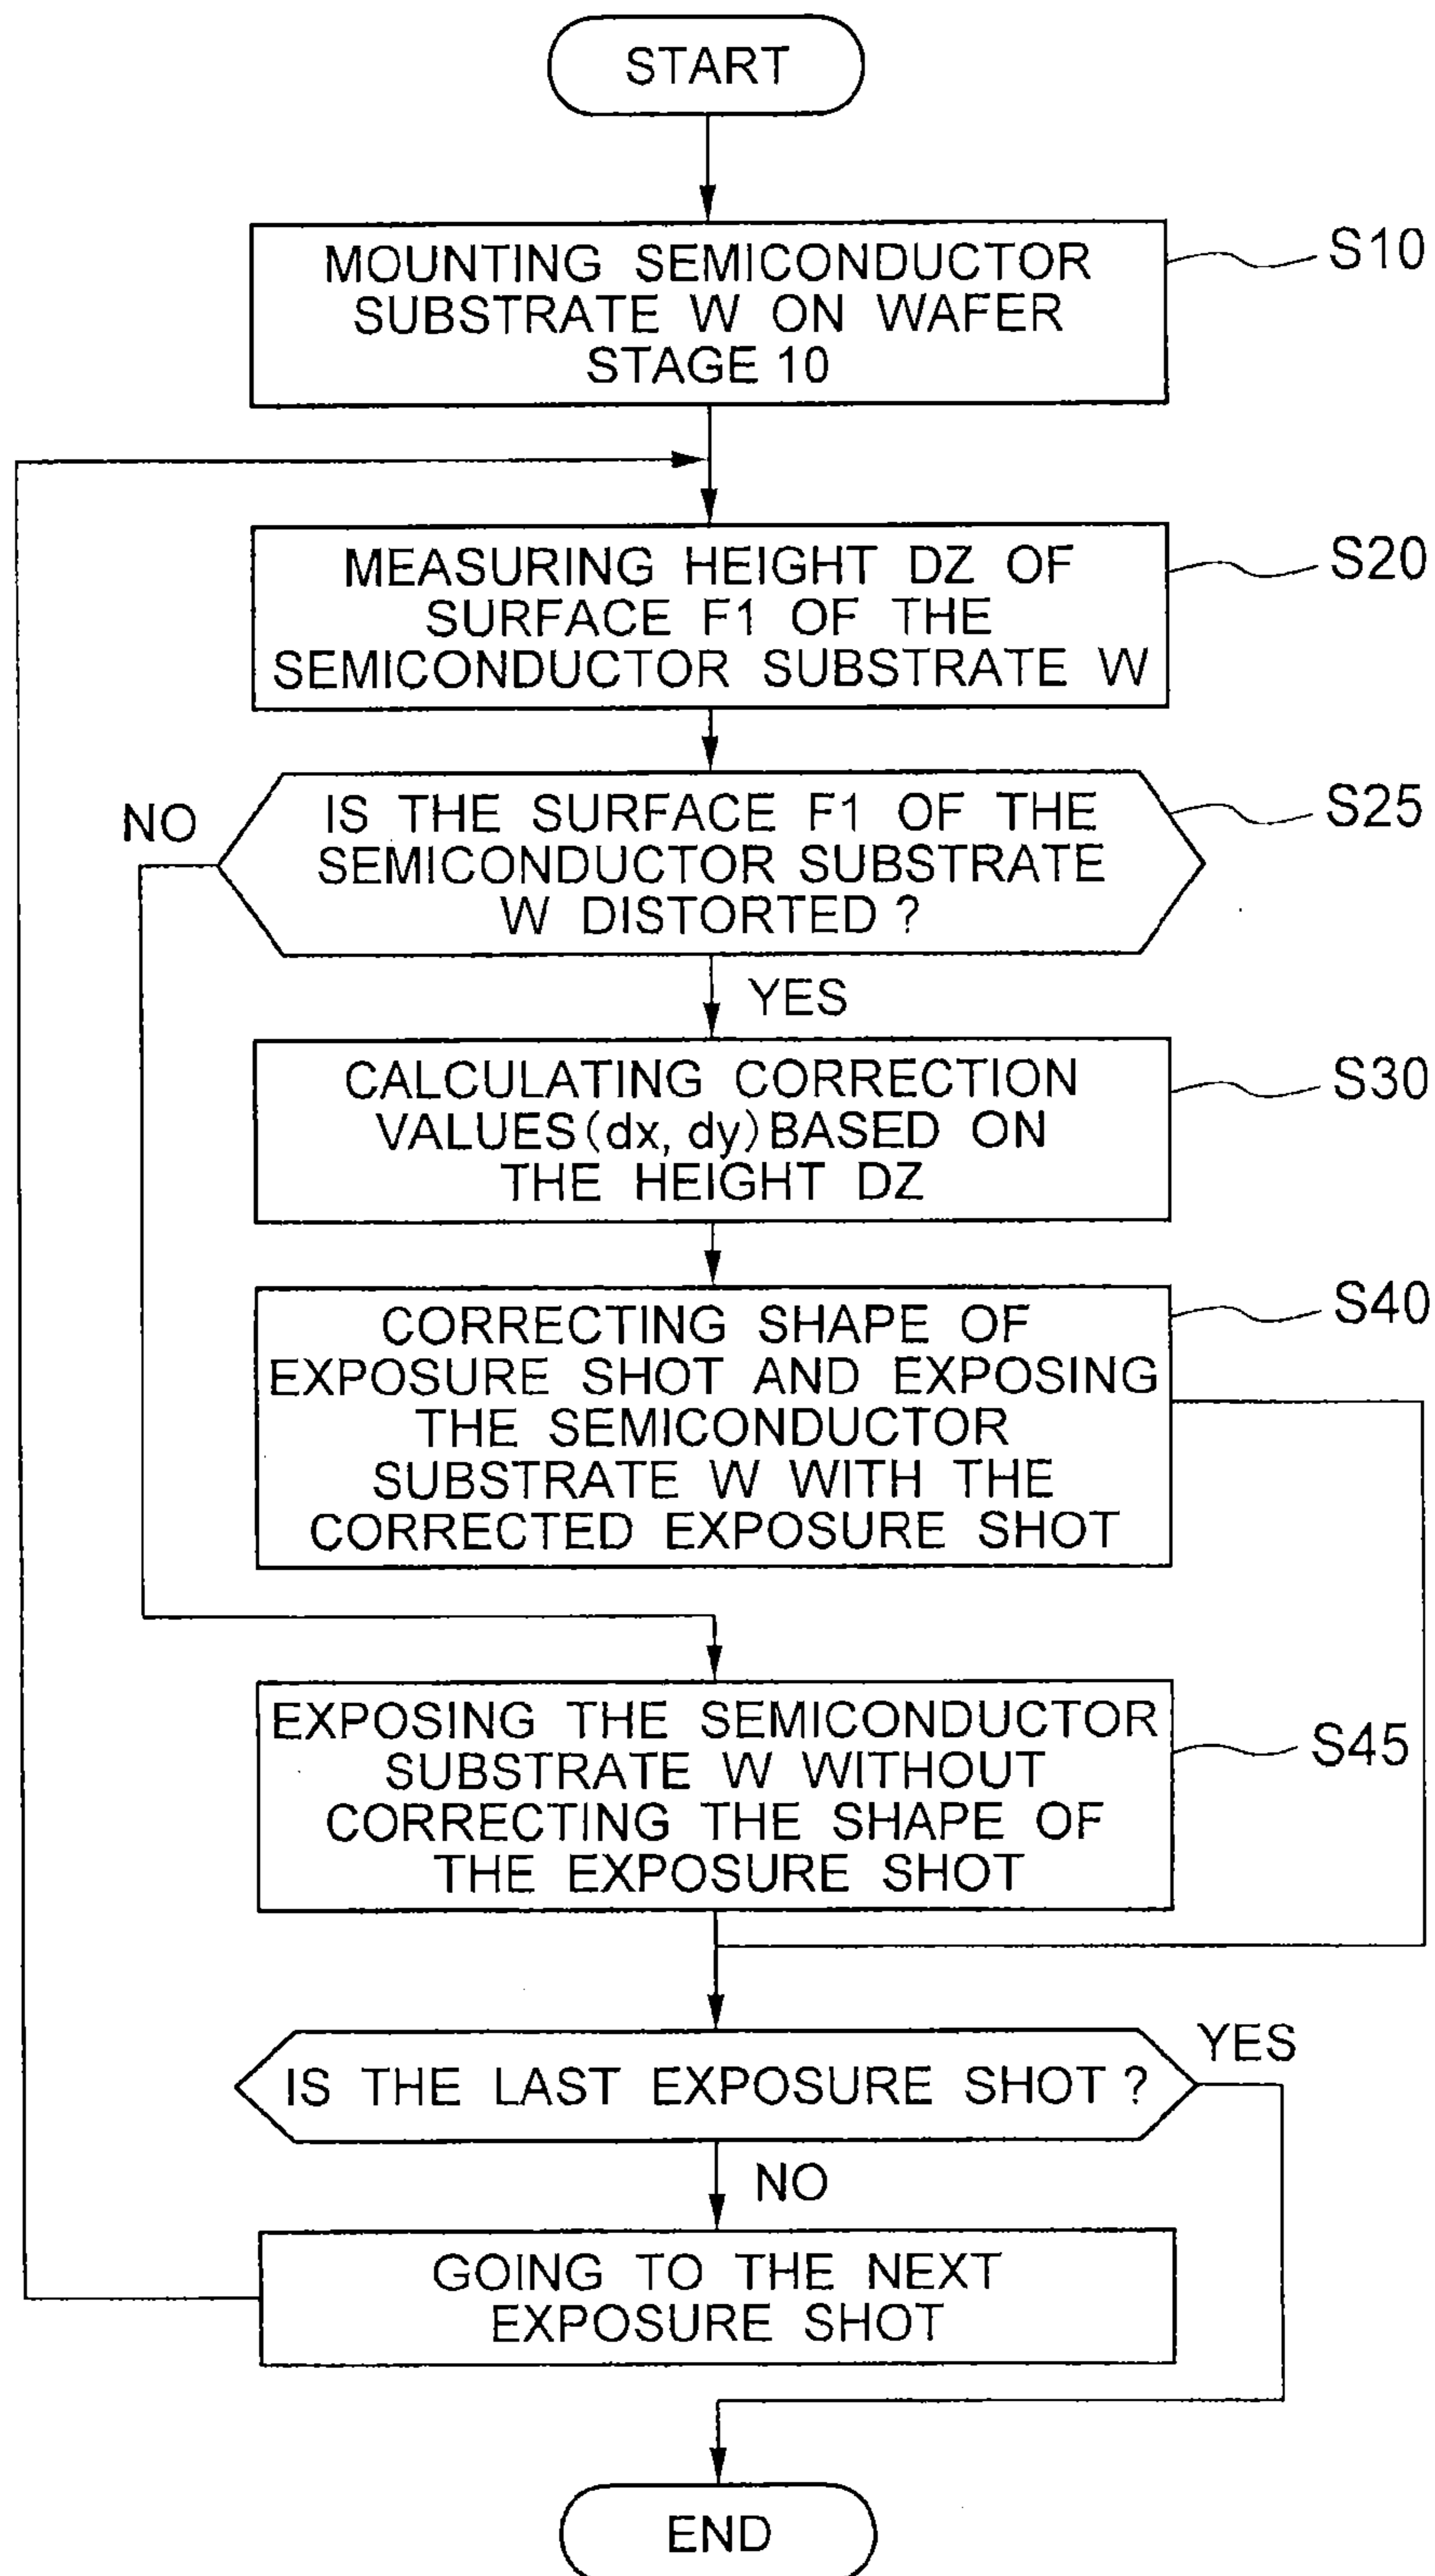 START
MOUNTING SEMICONDUCTOR
SUBSTRATE W ON WAFER
STAGE 10
S10
MEASURING HEIGHT DZ OF
SURFACE F1 OF THE
SEMICONDUCTOR SUBSTRATE W
S20
NO
IS THE SURFACE F1 OF THE
SEMICONDUCTOR SUBSTRATE
W DISTORTED ?
S25
YES
CALCULATING CORRECTION
VALUES(dx, dy)BASED ON
THE HEIGHT DZ
S30
CORRECTING SHAPE OF
EXPOSURE SHOT AND EXPOSING
THE SEMICONDUCTOR
SUBSTRATE W WITH THE
CORRECTED EXPOSURE SHOT
S40
EXPOSING THE SEMICONDUCTOR
SUBSTRATE W WITHOUT
CORRECTING THE SHAPE OF
THE EXPOSURE SHOT
S45
IS THE LAST EXPOSURE SHOT ?
YES
NO
GOING TO THE NEXT
EXPOSURE SHOT
END